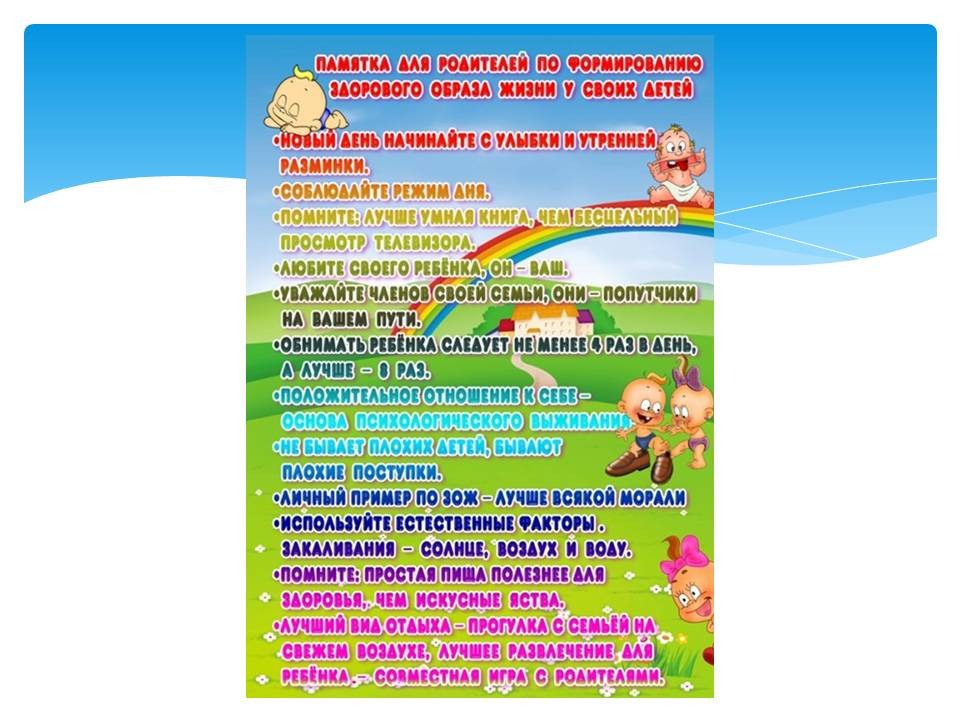 ПАМЯТКА ДЛЯ РОДИТЕЛЕЙ ПО ФОРМИРОВАНИЮ
ЗДОРОВОГО ОБРАЗА ЖИЗНИ У СВОИХ ДЕТЕЙ
•НОВЫЙ ДЕНЬ НАЧИНАЙТЕ С УЛЫБКИ И УТРЕННЕЙ
РАЗМИНКИ.
•СОБЛЮДАЙТЕ РЕЖИМ ДНЯ.
•ПОМНИТЕ: ЛУЧШЕ УМНАЯ КНИГА, ЧЕМ БЕСЦЕЛЬНЫЙ
ПРОСМОТР ТЕЛЕВИЗОРА.
•ЛЮБИТЕ СВОЕГО РЕБЁНКА, ОН – ВАШ.
•УВАЖАЙТЕ ЧЛЕНОВ СВОЕЙ СЕМЬИ, ОНИ – ПОПУТЧИКИ
НА ВАШЕМ ПУТИ.
•ОБНИМАТЬ РЕБЁНКА СЛЕДУЕТ НЕ МЕНЕЕ 4 РАЗ В ДЕНЬ,
А ЛУЧШЕ – 8 РАЗ.
•ПОЛОЖИТЕЛЬНОЕ ОТНОШЕНИЕ К СЕБЕ –
ОСНОВА ПСИХОЛОГИЧЕСКОГО ВЫЖИВАНИЯ.
•НЕ БЫВАЕТ ПЛОХИХ ДЕТЕЙ, БЫВАЮТ
ПЛОХИЕ ПОСТУПКИ.
•ЛИЧНЫЙ ПРИМЕР ПО ЗОЖ – ЛУЧШЕ ВСЯКОЙ МОРАЛИ
•ИСПОЛЬЗУЙТЕ ЕСТЕСТВЕННЫЕ ФАКТОРЫ .
ЗАКАЛИВАНИЯ – СОЛНЦЕ, ВОЗДУХ И ВОДУ.
•ПОМНИТЕ: ПРОСТАЯ ПИЩА ПОЛЕЗНЕЕ ДЛЯ
ЗДОРОВЬЯ, ЧЕМ ИСКУСНЫЕ ЯСТВА.
•ЛУЧШИЙ ВИД ОТДЫХА – ПРОГУЛКА С СЕМЬЁЙ НА
СВЕЖЕМ ВОЗДУХЕ, ЛУЧШЕЕ РАЗВЛЕЧЕНИЕ ДЛЯ
РЕБЁНКА – СОВМЕСТНАЯ ИГРА С РОДИТЕЛЯМИ.